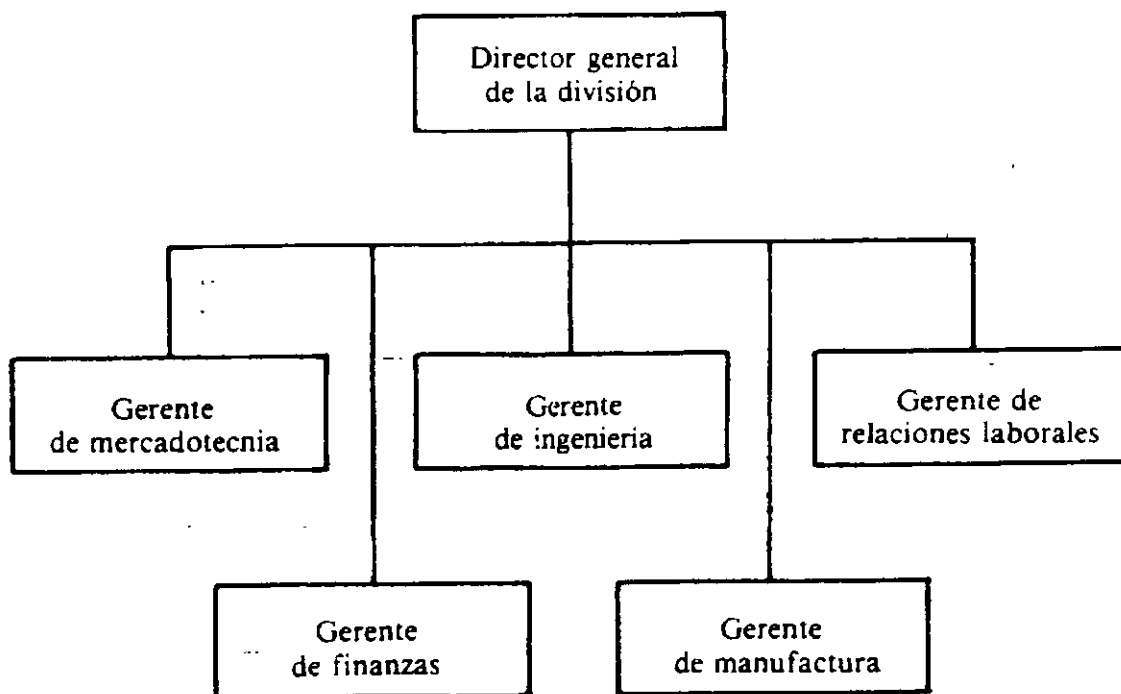 Director general
de la división
Gerente
de mercadotecnia
Gerente
de ingeniería
Gerente de
relaciones laborales
Gerente
de finanzas
Gerente
de manufactura